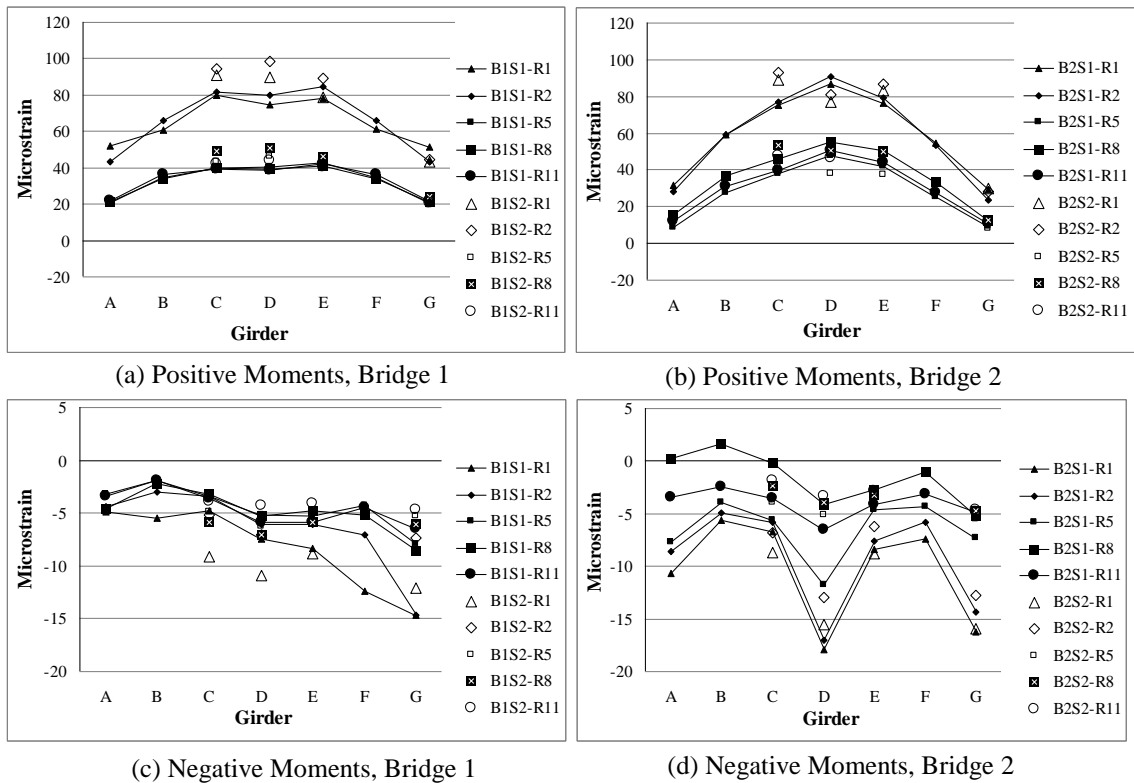 120
100
80
60
40
20
0
-20
Microstrain
A B C D E F G
Girder
B1S1-R1
B1S1-R2
B1S1-R5
B1S1-R8
B1S1-R11
B1S2-R1
B1S2-R2
B1S2-R5
B1S2-R8
B1S2-R11
(a) Positive Moments, Bridge 1
120
100
80
60
40
20
0
-20
Microstrain
A B C D E F G
Girder
B2S1-R1
B2S1-R2
B2S1-R5
B2S1-R8
B2S1-R11
B2S2-R1
B2S2-R2
B2S2-R5
B2S2-R8
B2S2-R11
(b) Positive Moments, Bridge 2
5
0
-5
-10
-15
-20
Microstrain
A B C D E F G
Girder
B1S1-R1
B1S1-R2
B1S1-R5
B1S1-R8
B1S1-R11
B1S2-R1
B1S2-R2
B1S2-R5
B1S2-R8
B1S2-R11
(c) Negative Moments, Bridge 1
5
0
-5
-10
-15
-20
Microstrain
A B C D E F G
Girder
B2S1-R1
B2S1-R2
B2S1-R5
B2S1-R8
B2S1-R11
B2S2-R1
B2S2-R2
B2S2-R5
B2S2-R8
B2S2-R11
(d) Negative Moments, Bridge 2